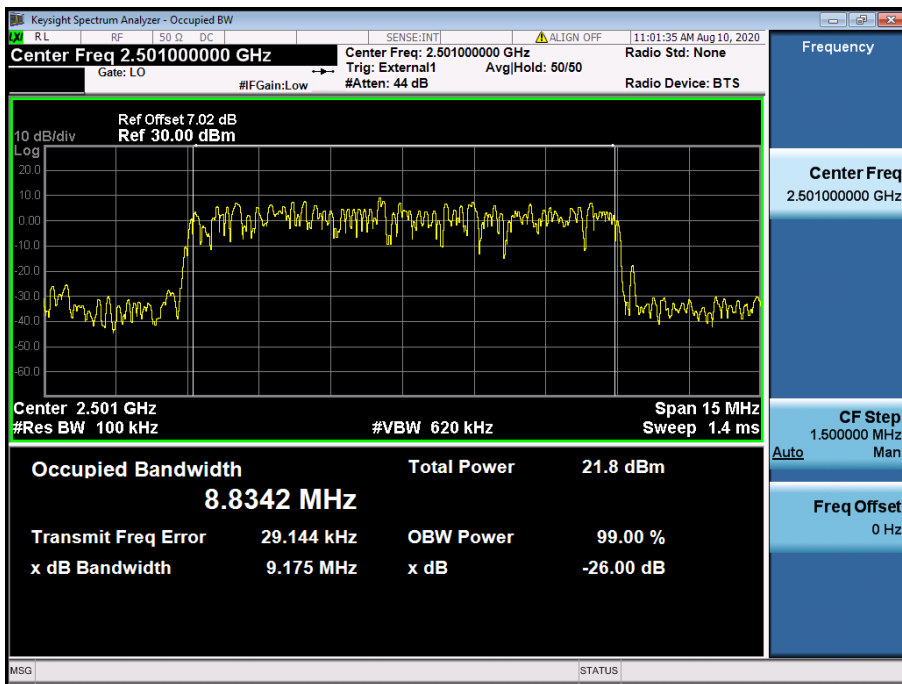 Keysight Spectrum Analyzer - Occupied BW
LXI RL RF 50 Ω DC SENSE:INT ALIGN OFF 11:01:35 AM Aug 10, 2020
Center Freq 2.501000000 GHz
Gate: LO
#IFGain:Low
Center Freq: 2.501000000 GHz
Trig: External1 Avg|Hold: 50/50
#Atten: 44 dB
Radio Std: None
Radio Device: BTS
Ref Offset 7.02 dB
10 dB/div Ref 30.00 dBm
Log
20.0
10.0
0.00
-10.0
-20.0
-30.0
-40.0
-50.0
-60.0
Center 2.501 GHz Span 15 MHz
#Res BW 100 kHz #VBW 620 kHz Sweep 1.4 ms
Occupied Bandwidth Total Power 21.8 dBm
8.8342 MHz
Transmit Freq Error 29.144 kHz OBW Power 99.00 %
x dB Bandwidth 9.175 MHz x dB -26.00 dB
MSG STATUS
Frequency
Center Freq
2.501000000 GHz
CF Step
1.500000 MHz
Auto Man
Freq Offset
0 Hz